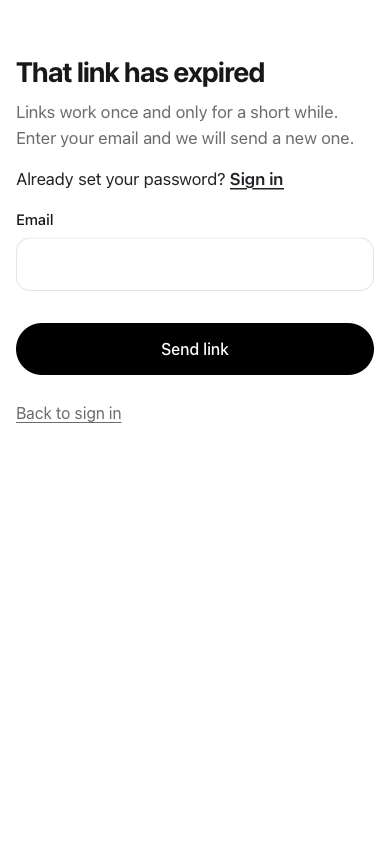 That link has expired
Links work once and only for a short while.
Enter your email and we will send a new one.
Already set your password? Sign in
Email
Send link
Back to sign in